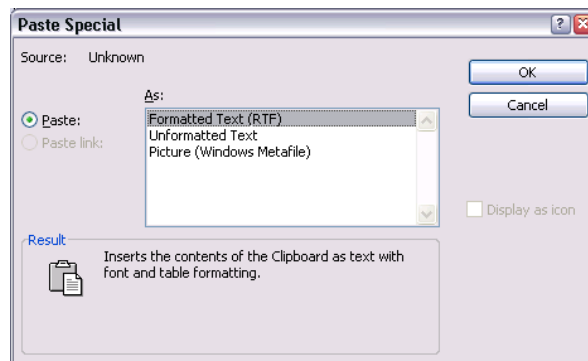 Paste Special
Source: Unknown
As:
OK
Cancel
Paste:
Paste link:
Formatted Text (RTF)
Unformatted Text
Picture (Windows Metafile)
Display as icon
Result
Inserts the contents of the Clipboard as text with
font and table formatting.